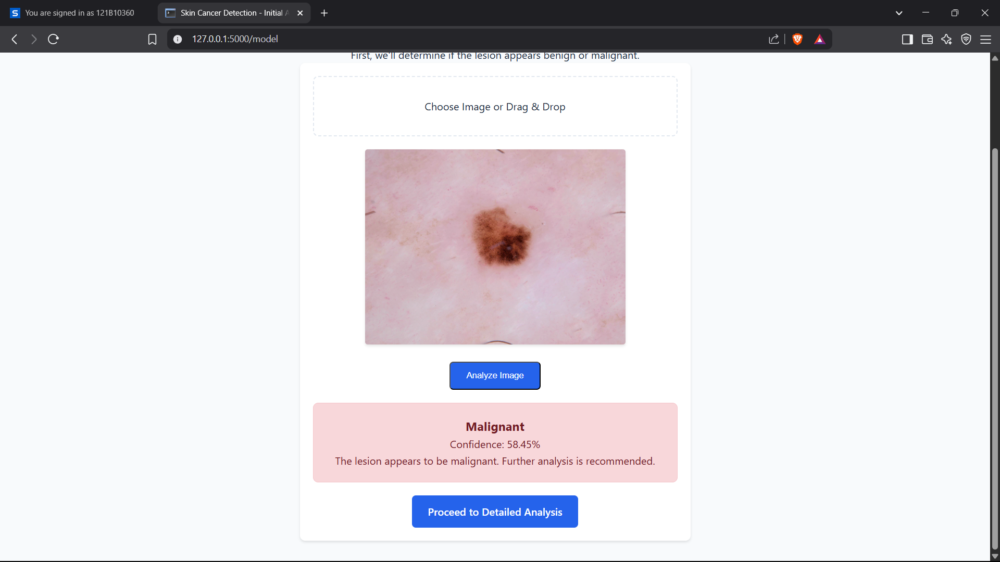 You are signed in as 121B10360
Skin Cancer Detection - Initial A
127.0.0.1:5000/model
First, we'll determine if the lesion appears benign or malignant.
Choose Image or Drag & Drop
Analyze Image
Malignant
Confidence: 58.45%
The lesion appears to be malignant. Further analysis is recommended.
Proceed to Detailed Analysis